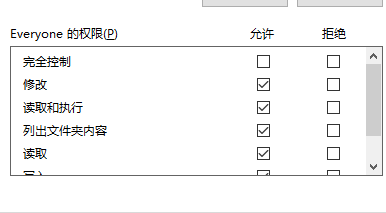 Everyone 的权限(P) 允许 拒绝
完全控制
修改
读取和执行
列出文件夹内容
读取